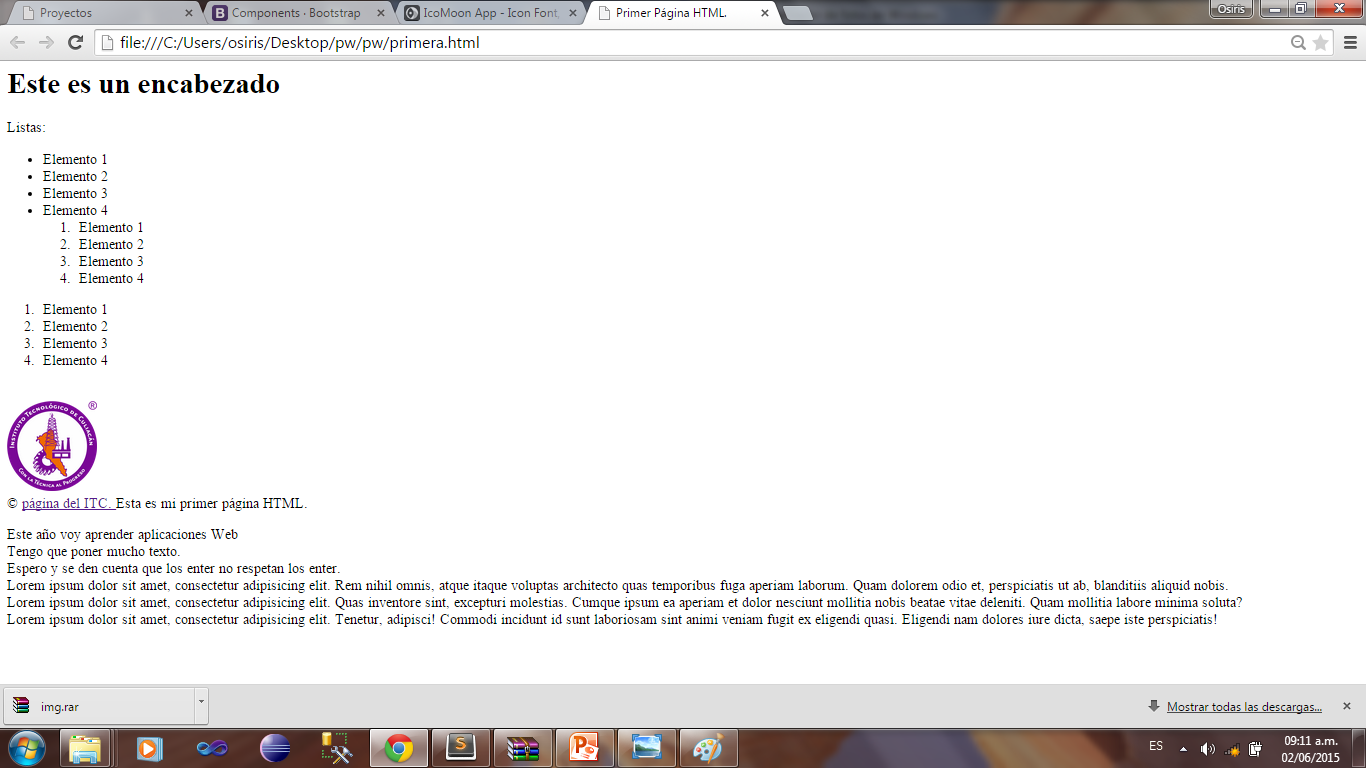 Proyectos
Components · Bootstrap
IcoMoon App - Icon Font,
Primer Página HTML.
Osiris
file:///C:/Users/osiris/Desktop/pw/pw/primera.html
Este es un encabezado
Listas:
• Elemento 1
• Elemento 2
• Elemento 3
• Elemento 4
1. Elemento 1
2. Elemento 2
3. Elemento 3
4. Elemento 4
1. Elemento 1
2. Elemento 2
3. Elemento 3
4. Elemento 4
®
INSTITUTO TECNOLÓGICO DE CULIACÁN
CON LA TÉCNICA AL PROGRESO
© página del ITC. Esta es mi primer página HTML.
Este año voy aprender aplicaciones Web
Tengo que poner mucho texto.
Espero y se den cuenta que los enter no respetan los enter.
Lorem ipsum dolor sit amet, consectetur adipisicing elit. Rem nihil omnis, atque itaque voluptas architecto quas temporibus fuga aperiam laborum. Quam dolorem odio et, perspiciatis ut ab, blanditiis aliquid nobis.
Lorem ipsum dolor sit amet, consectetur adipisicing elit. Quas inventore sint, excepturi molestias. Cumque ipsum ea aperiam et dolor nesciunt mollitia nobis beatae vitae deleniti. Quam mollitia labore minima soluta?
Lorem ipsum dolor sit amet, consectetur adipisicing elit. Tenetur, adipisci! Commodi incidunt id sunt laboriosam sint animi veniam fugit ex eligendi quasi. Eligendi nam dolores iure dicta, saepe iste perspiciatis!
img.rar
Mostrar todas las descargas...
ES
09:11 a.m.
02/06/2015